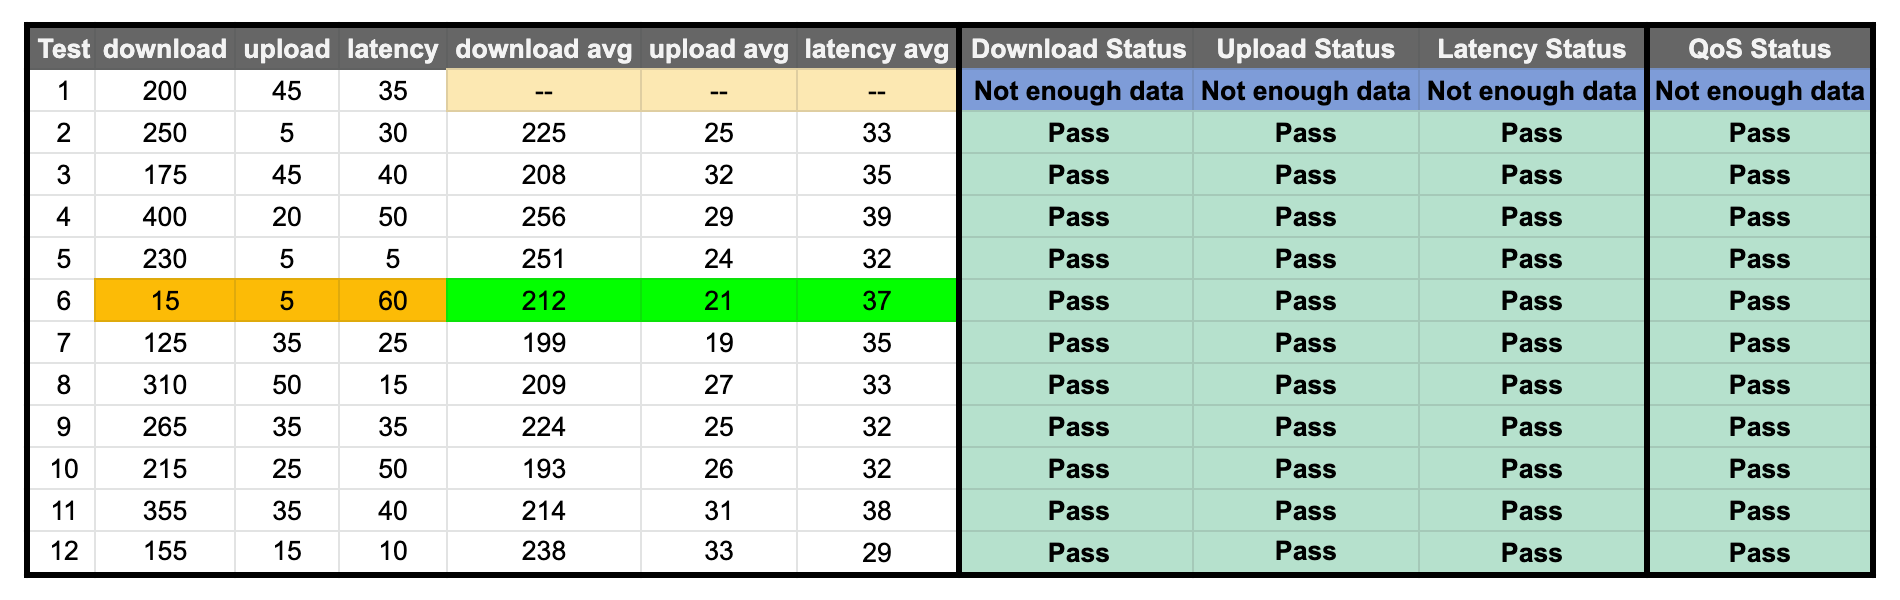 Test download upload latency download avg upload avg latency avg Download Status Upload Status Latency Status QoS Status
1 200 45 35 -- -- -- Not enough data Not enough data Not enough data Not enough data
2 250 5 30 225 25 33 Pass Pass Pass Pass
3 175 45 40 208 32 35 Pass Pass Pass Pass
4 400 20 50 256 29 39 Pass Pass Pass Pass
5 230 5 5 251 24 32 Pass Pass Pass Pass
6 15 5 60 212 21 37 Pass Pass Pass Pass
7 125 35 25 199 19 35 Pass Pass Pass Pass
8 310 50 15 209 27 33 Pass Pass Pass Pass
9 265 35 35 224 25 32 Pass Pass Pass Pass
10 215 25 50 193 26 32 Pass Pass Pass Pass
11 355 35 40 214 31 38 Pass Pass Pass Pass
12 155 15 10 238 33 29 Pass Pass Pass Pass